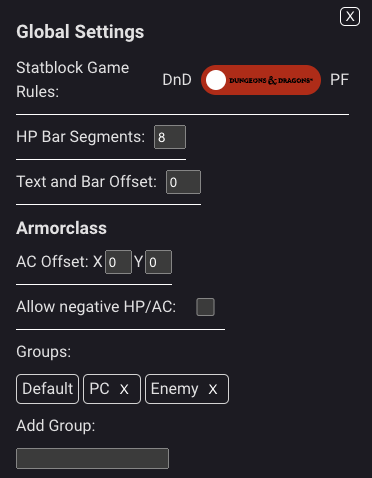 X
Global Settings
Statblock Game
Rules:
DnD DUNGEONS & DRAGONS PF
HP Bar Segments: 8
Text and Bar Offset: 0
Armorclass
AC Offset: X 0 Y 0
Allow negative HP/AC:
Groups:
Default PC X Enemy X
Add Group: